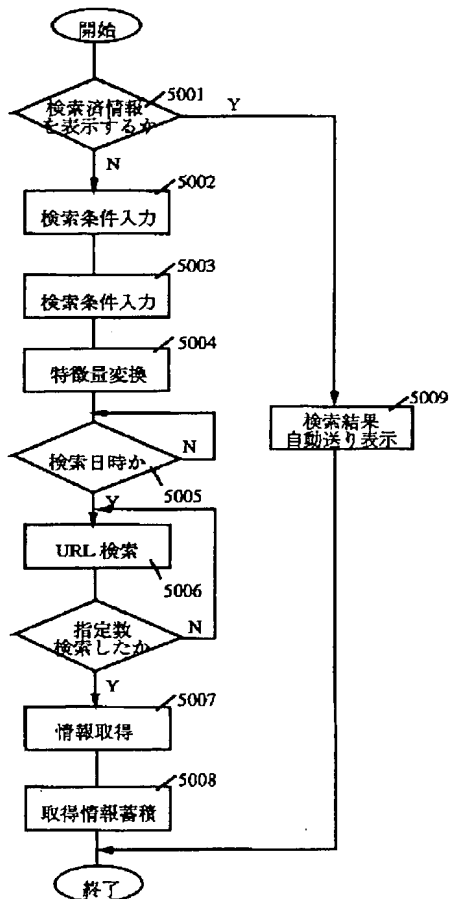 開始
5001
検索済情報
を表示するか
Y
N
5002
検索条件入力
5003
検索条件入力
5004
特徴量変換
5009
検索結果
自動送り表示
検索日時か
N
5005
Y
URL 検索
5006
指定数
検索したか
N
Y
5007
情報取得
5008
取得情報蓄積
終了